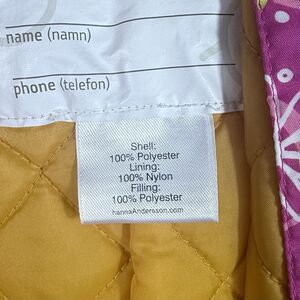 name (namn)
phone (telefon)
Shell:
100% Polyester
Lining:
100% Nylon
Filling:
100% Polyester
hannaAndersson.com